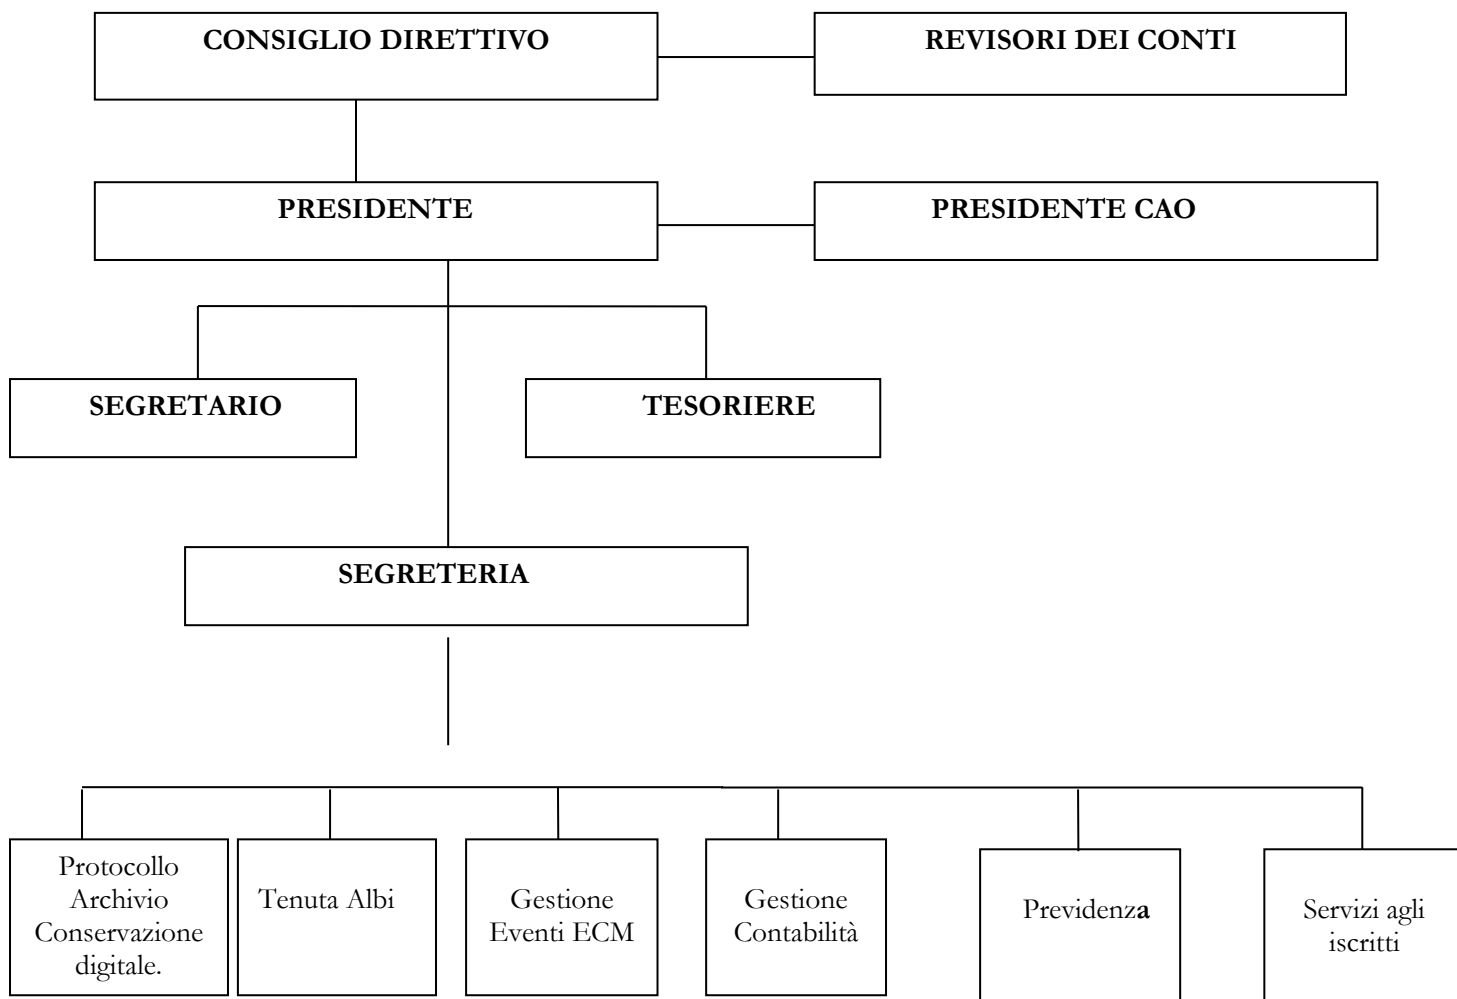 CONSIGLIO DIRETTIVO
REVISORI DEI CONTI
PRESIDENTE
PRESIDENTE CAO
SEGRETARIO
TESORIERE
SEGRETERIA
Protocollo
Archivio
Conservazione
digitale.
Tenuta Albi
Gestione
Eventi ECM
Gestione
Contabilità
Previdenza
Servizi agli
iscritti